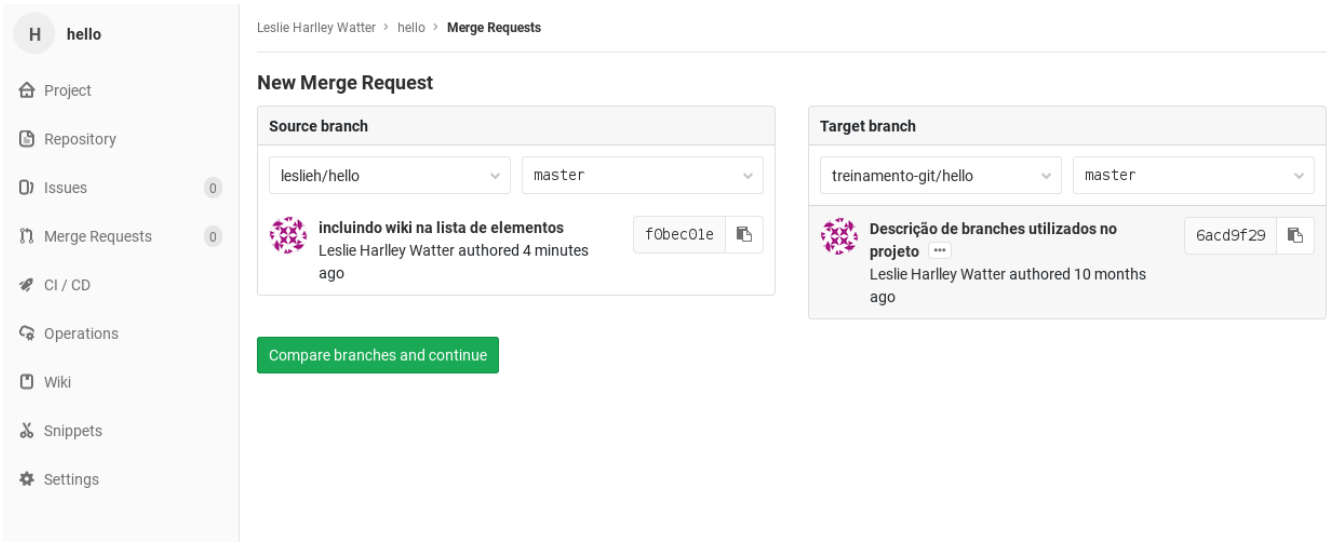 H hello
Project
Repository
Issues 0
Merge Requests 0
CI / CD
Operations
Wiki
Snippets
Settings
Leslie Harlley Watter > hello > Merge Requests
New Merge Request
Source branch
leslieh/hello master
incluindo wiki na lista de elementos
Leslie Harlley Watter authored 4 minutes
ago
f0bec01e
Target branch
treinamento-git/hello master
Descrição de branches utilizados no
projeto ...
Leslie Harlley Watter authored 10 months
ago
6acd9f29
Compare branches and continue